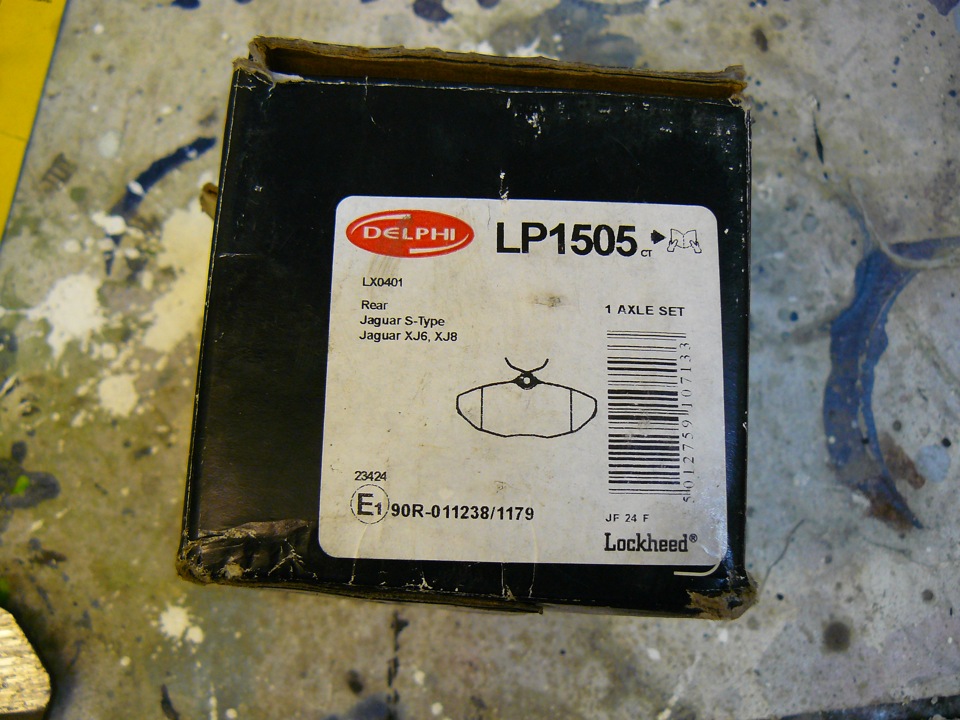 DELPHI
LP1505 CT
LX0401
Rear
Jaguar S-Type
Jaguar XJ6, XJ8
1 AXLE SET
5012759107133
23424
E1 90R-011238/1179
JF 24 F
Lockheed®